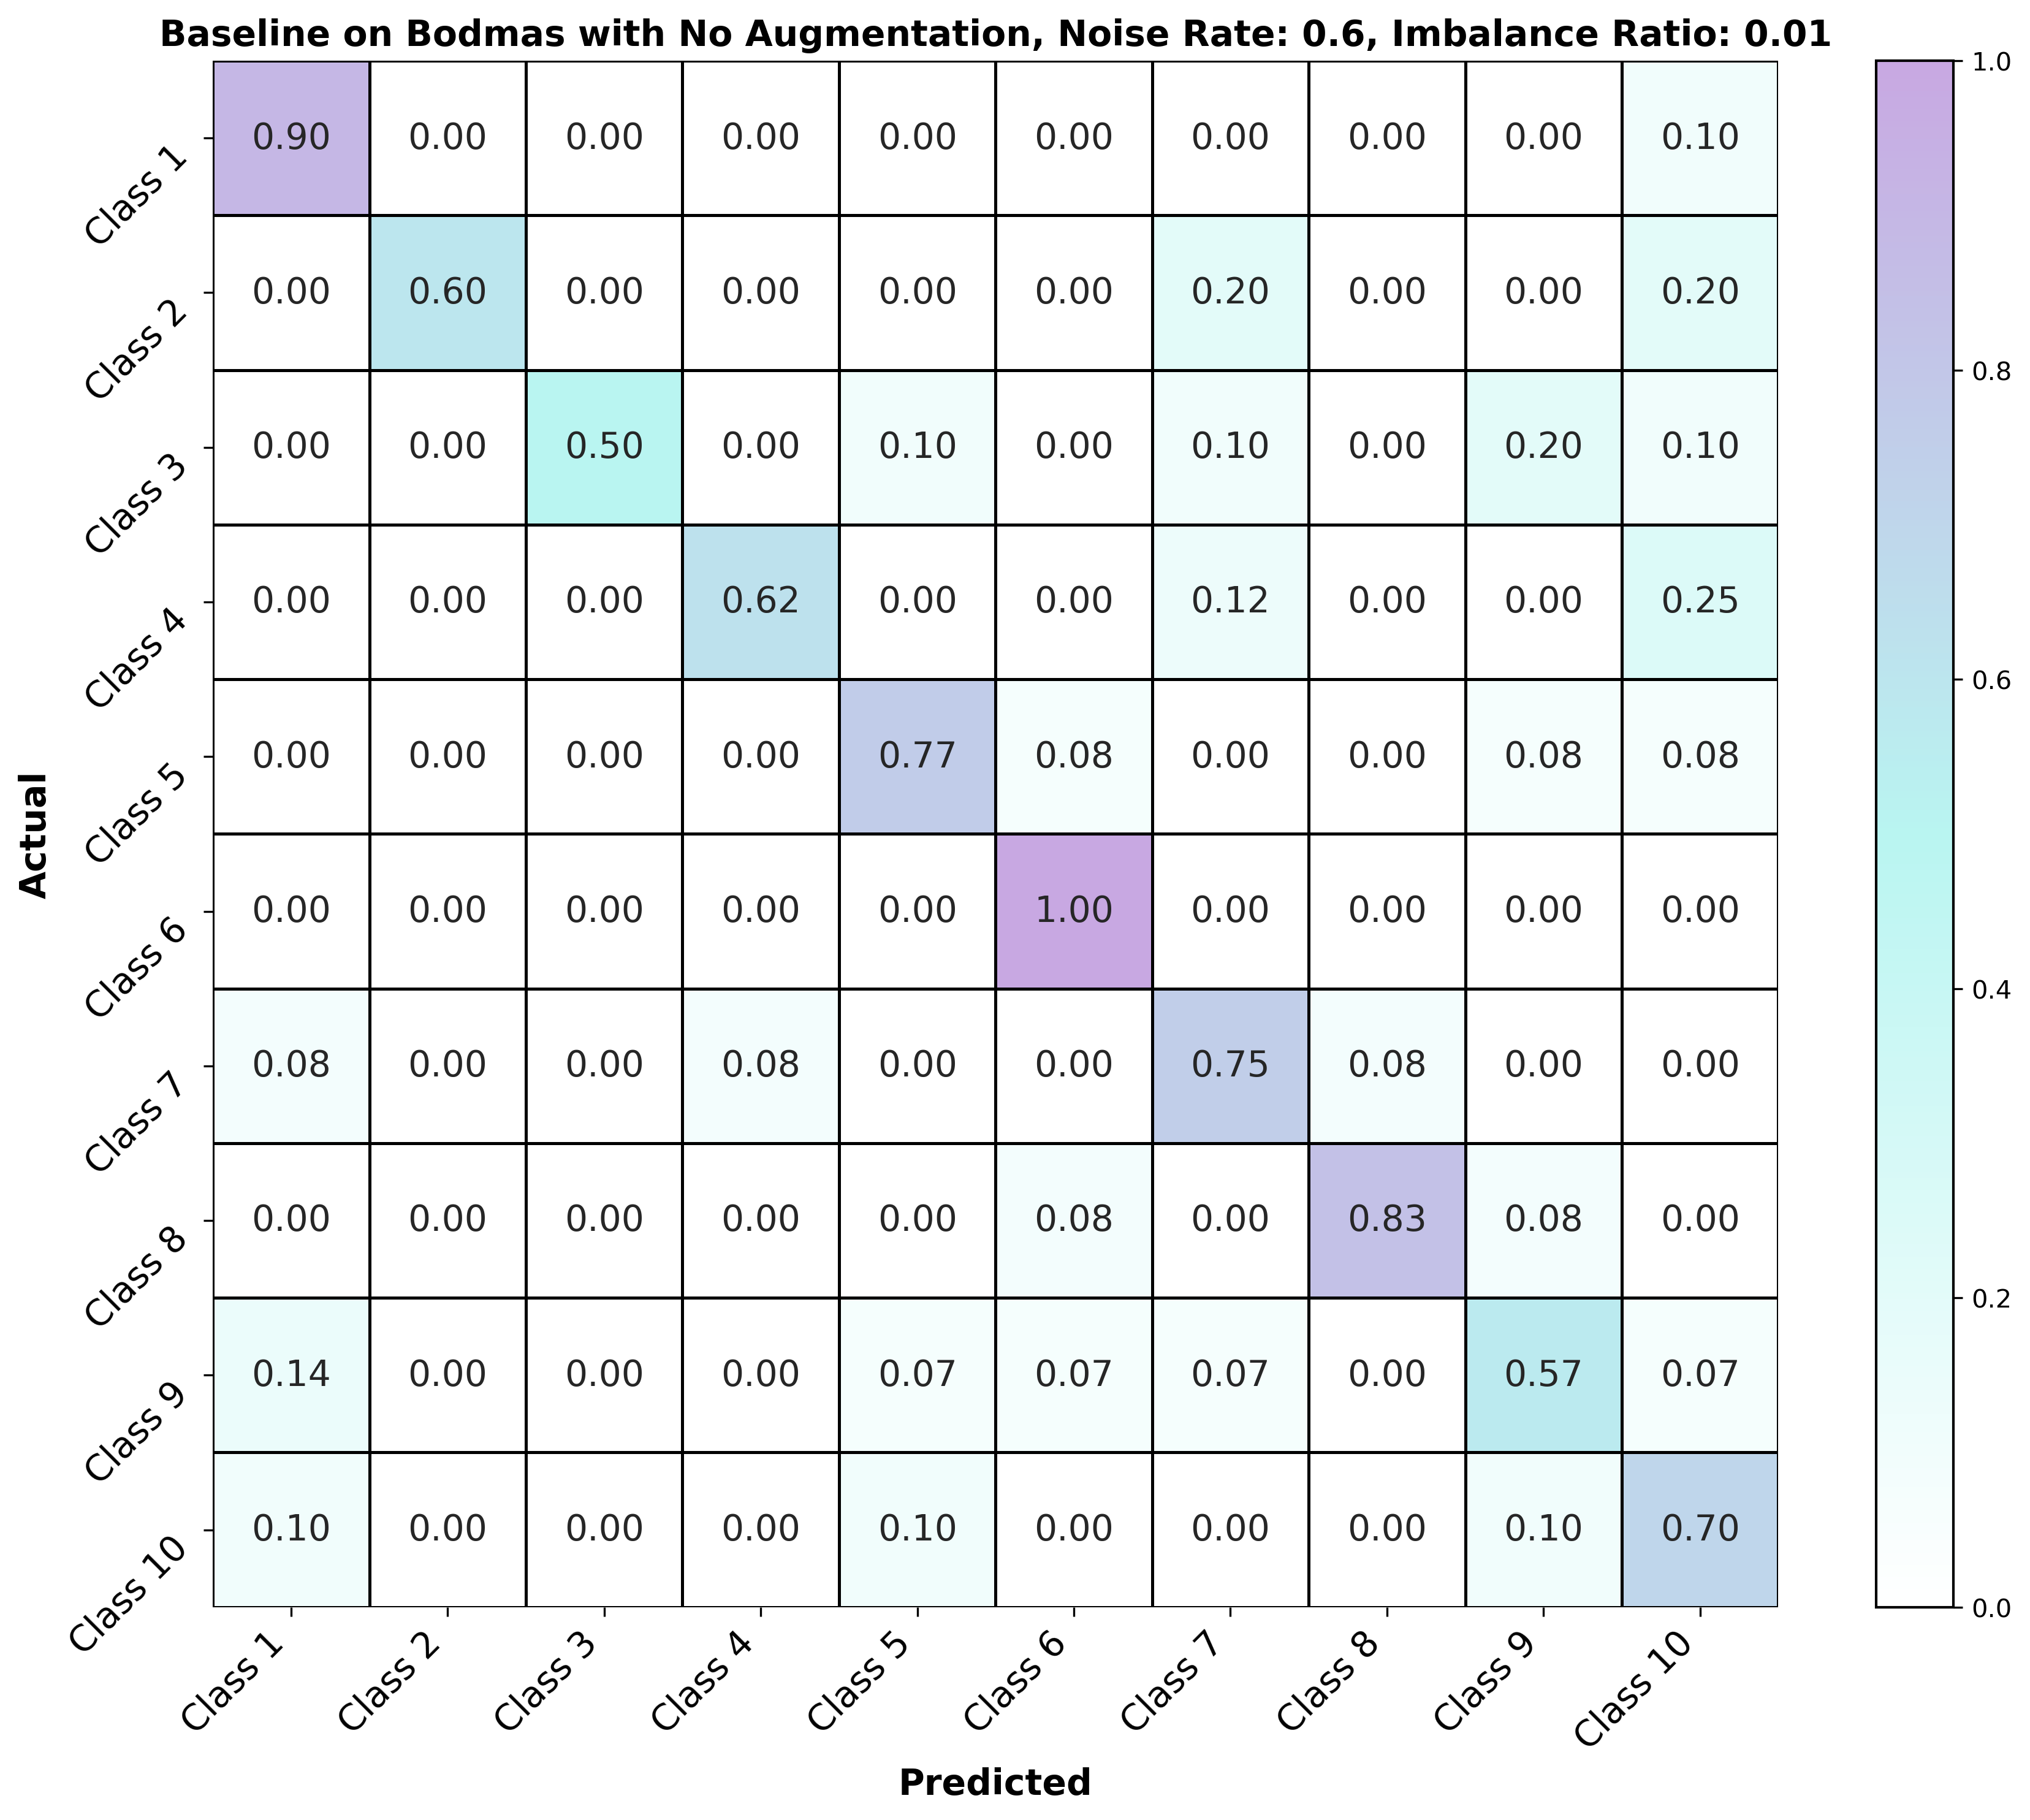 Baseline on Bodmas with No Augmentation, Noise Rate: 0.6, Imbalance Ratio: 0.01
Class 1 0.90 0.00 0.00 0.00 0.00 0.00 0.00 0.00 0.00 0.10
Class 2 0.00 0.60 0.00 0.00 0.00 0.00 0.20 0.00 0.00 0.20
Class 3 0.00 0.00 0.50 0.00 0.10 0.00 0.10 0.00 0.20 0.10
Class 4 0.00 0.00 0.00 0.62 0.00 0.00 0.12 0.00 0.00 0.25
Class 5 0.00 0.00 0.00 0.00 0.77 0.08 0.00 0.00 0.08 0.08
Class 6 0.00 0.00 0.00 0.00 0.00 1.00 0.00 0.00 0.00 0.00
Class 7 0.08 0.00 0.00 0.08 0.00 0.00 0.75 0.08 0.00 0.00
Class 8 0.00 0.00 0.00 0.00 0.00 0.08 0.00 0.83 0.08 0.00
Class 9 0.14 0.00 0.00 0.00 0.07 0.07 0.07 0.00 0.57 0.07
Class 10 0.10 0.00 0.00 0.00 0.10 0.00 0.00 0.00 0.10 0.70
Class 1 Class 2 Class 3 Class 4 Class 5 Class 6 Class 7 Class 8 Class 9 Class 10
Predicted
Actual
1.0
0.8
0.6
0.4
0.2
0.0